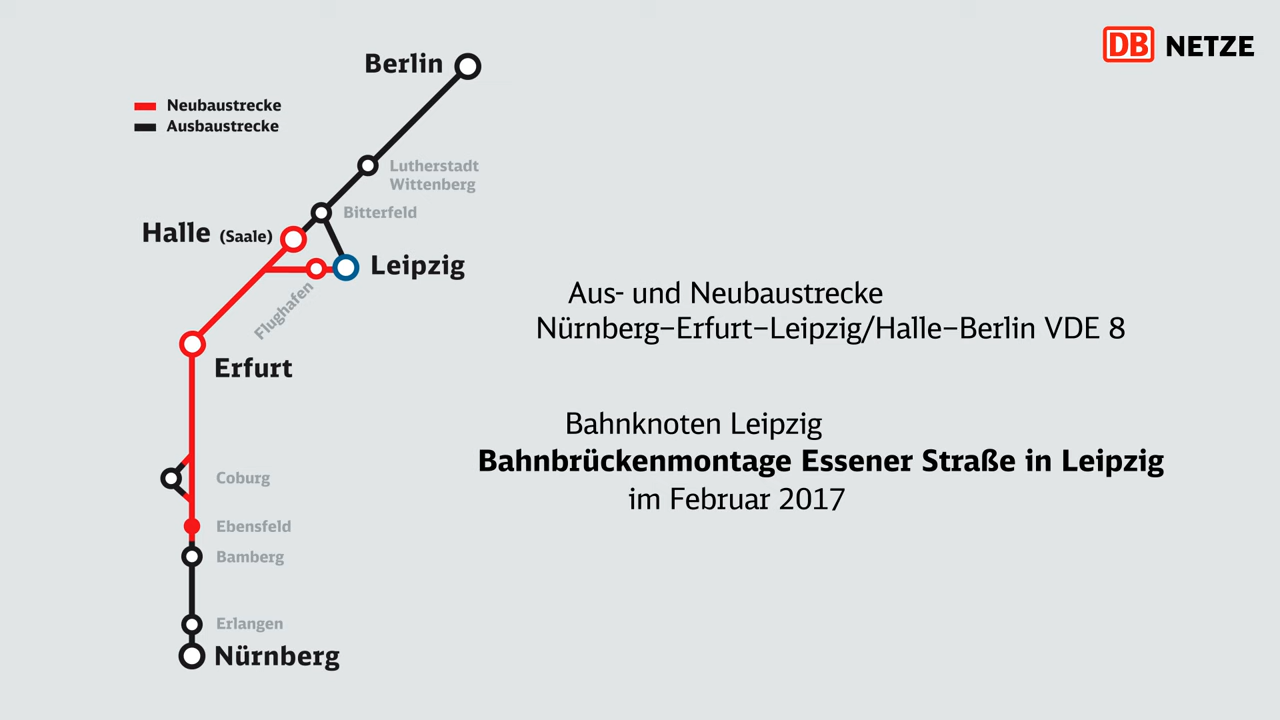 DB NETZE
Berlin
Neubaustrecke
Ausbaustrecke
Lutherstadt
Wittenberg
Bitterfeld
Halle (Saale)
Leipzig
Flughafen
Erfurt
Coburg
Ebensfeld
Bamberg
Erlangen
Nürnberg
Aus- und Neubaustrecke
Nürnberg–Erfurt–Leipzig/Halle–Berlin VDE 8
Bahnknoten Leipzig
Bahnbrückenmontage Essener Straße in Leipzig
im Februar 2017